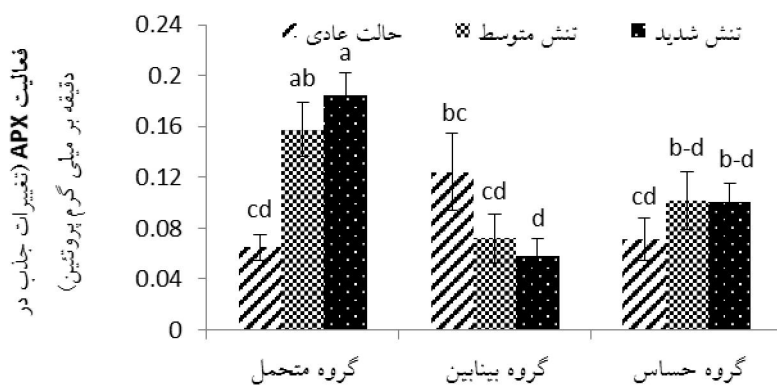 حالت عادی تنش متوسط تنش شدید
فعالیت APX (تغییرات جذب در
دقیقه بر میلی گرم پروتئین)
0.24
0.2
0.16
0.12
0.08
0.04
0
cd ab a
bc cd d
cd b-d b-d
گروه متحمل گروه بینابین گروه حساس